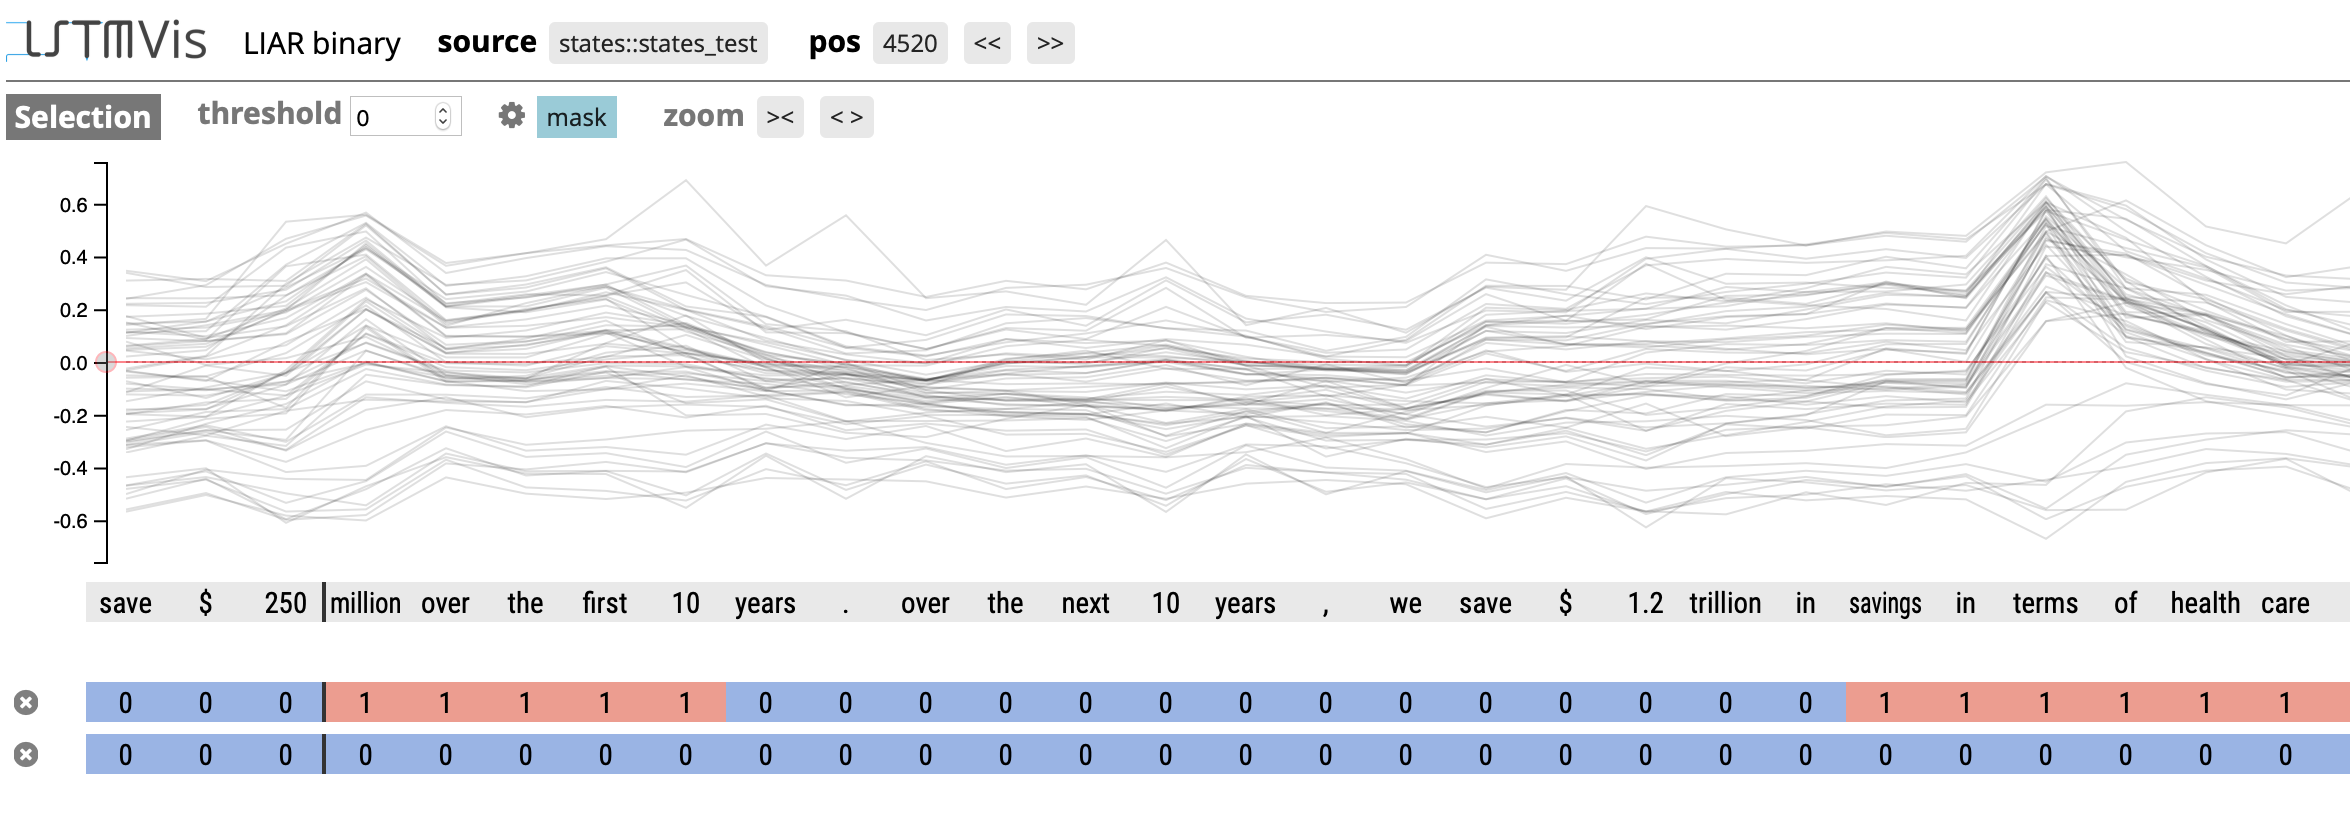 LSTMVis LIAR binary source states::states_test pos 4520 << >>
Selection threshold 0 mask zoom >< < >
0.6
0.4
0.2
0.0
-0.2
-0.4
-0.6
save $ 250 million over the first 10 years . over the next 10 years , we save $ 1.2 trillion in savings in terms of health care
0 0 0 1 1 1 1 1 0 0 0 0 0 0 0 0 0 0 0 0 0 0 1 1 1 1 1 1
0 0 0 0 0 0 0 0 0 0 0 0 0 0 0 0 0 0 0 0 0 0 0 0 0 0 0 0